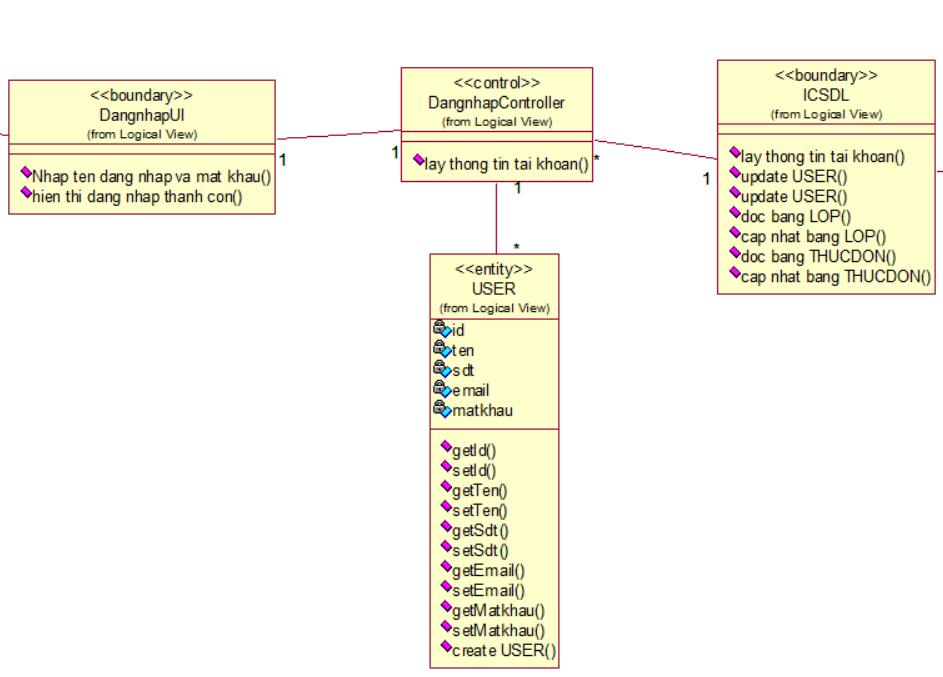 <<boundary>>
DangnhapUI
(from Logical View)
Nhap ten dang nhap va mat khau()
hien thi dang nhap thanh con()
1
<<control>>
DangnhapController
(from Logical View)
lay thong tin tai khoan()
1
*
1
<<boundary>>
ICSDL
(from Logical View)
lay thong tin tai khoan()
update USER()
update USER()
doc bang LOP()
cap nhat bang LOP()
doc bang THUCDON()
cap nhat bang THUCDON()
1
*
<<entity>>
USER
(from Logical View)
id
ten
sdt
email
matkhau
getId()
setId()
getTen()
setTen()
getSdt()
setSdt()
getEmail()
setEmail()
getMatkhau()
setMatkhau()
create USER()